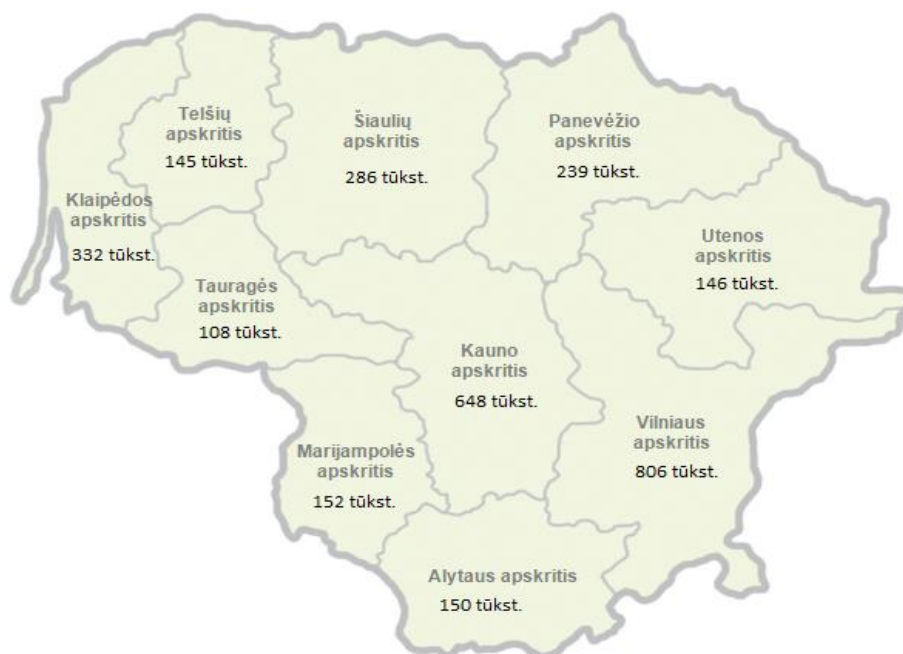 Telšių
apskritis
145 tūkst.
Šiaulių
apskritis
286 tūkst.
Panevėžio
apskritis
239 tūkst.
Klaipėdos
apskritis
332 tūkst.
Utenos
apskritis
146 tūkst.
Tauragės
apskritis
108 tūkst.
Kauno
apskritis
648 tūkst.
Vilniaus
apskritis
806 tūkst.
Marijampolės
apskritis
152 tūkst.
Alytaus apskritis
150 tūkst.